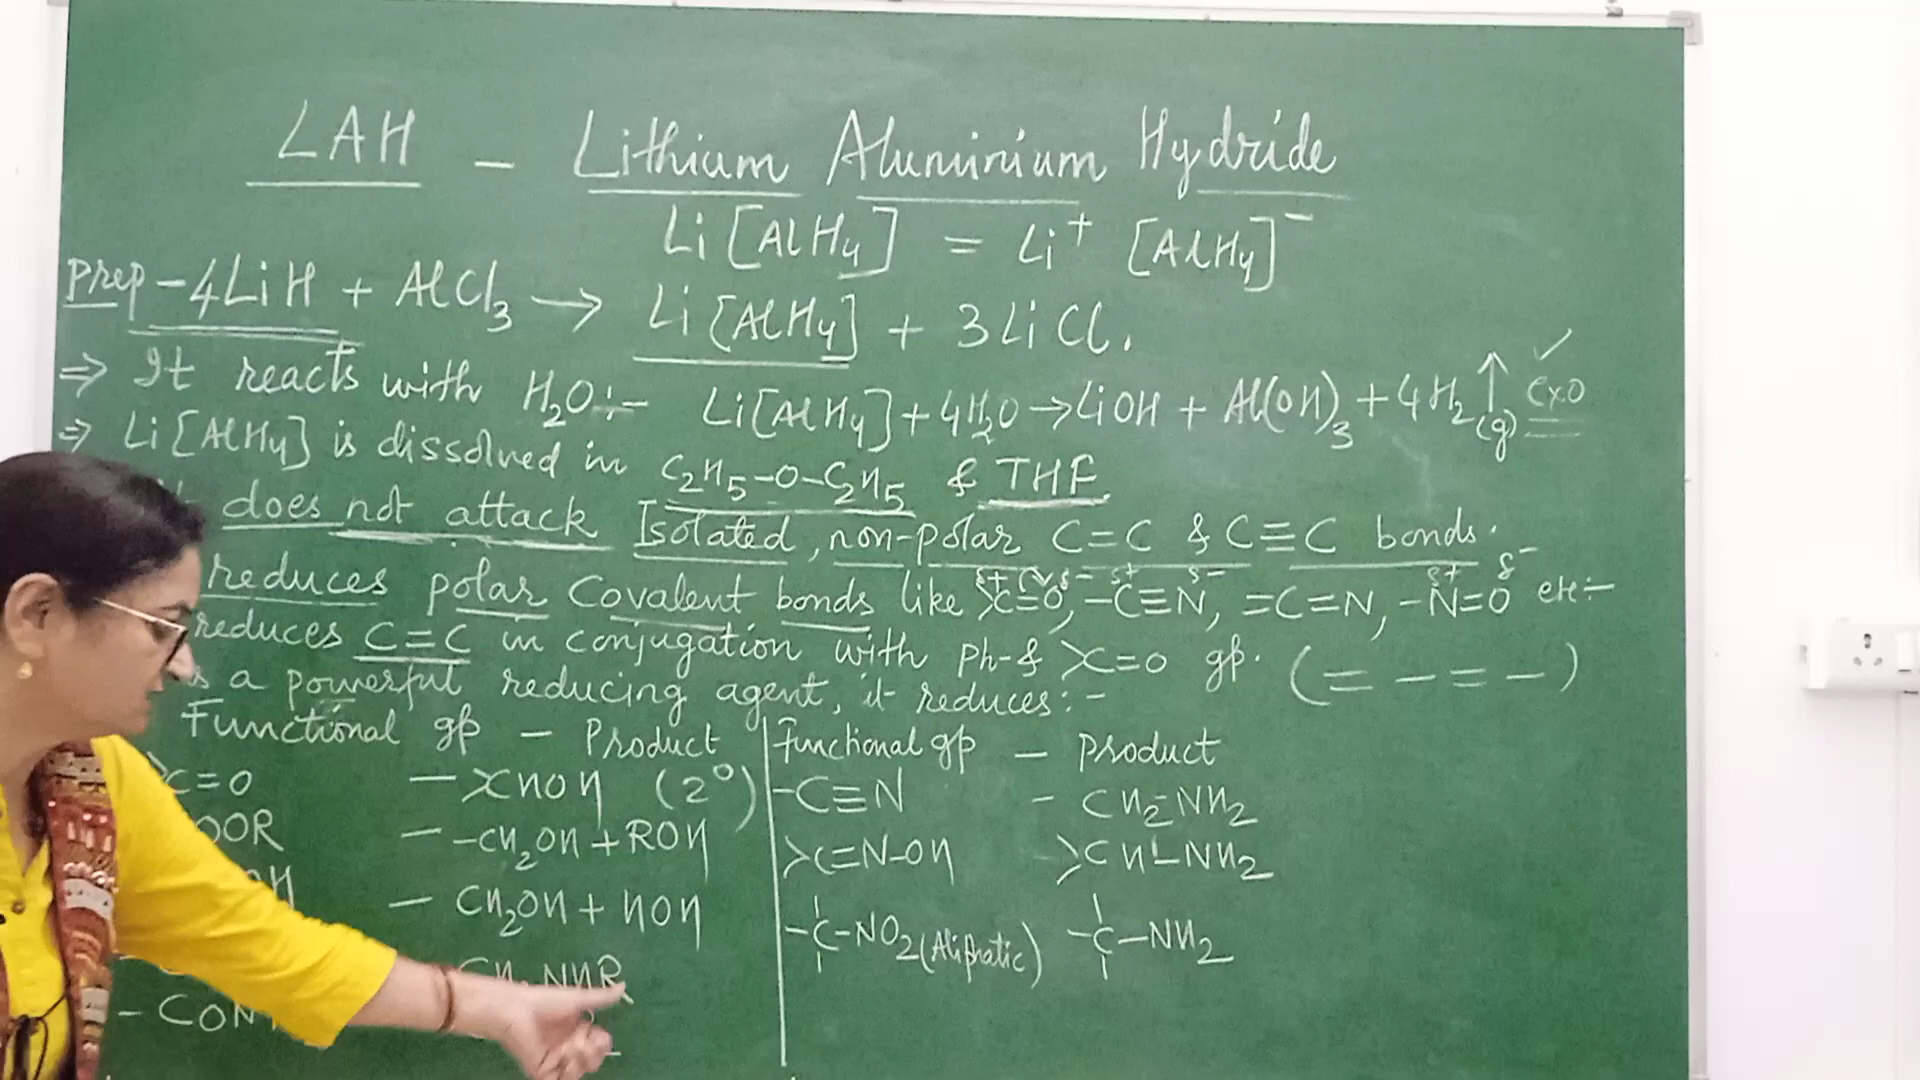 LAH - Lithium Aluminium Hydride
Li[AlH4] = Li⁺ [AlH4]⁻
Prep - 4LiH + AlCl3 → Li[AlH4] + 3LiCl.
⇒ It reacts with H2O:- Li[AlH4] + 4H2O → LiOH + Al(OH)3 + 4H2↑(g) exo ✓
⇒ Li[AlH4] is dissolved in C2H5-O-C2H5 & THF.
does not attack Isolated, non-polar C=C & C≡C bonds.
reduces polar Covalent bonds like >C=O, -C≡N, =C=N, -N=O etc:-
reduces C=C in conjugation with ph- & >C=O gp. (= - = -)
a powerful reducing agent, it reduces:-
Functional gp - Product
>C=O - >CHOH (2°)
OOR - -CH2OH + ROH
OH - CH2OH + HOH
NHR
- CON
Functional gp - product
-C≡N - CH2-NH2
>C=N-OH - >CH-NH2
-C-NO2 (Aliphatic) -C-NH2